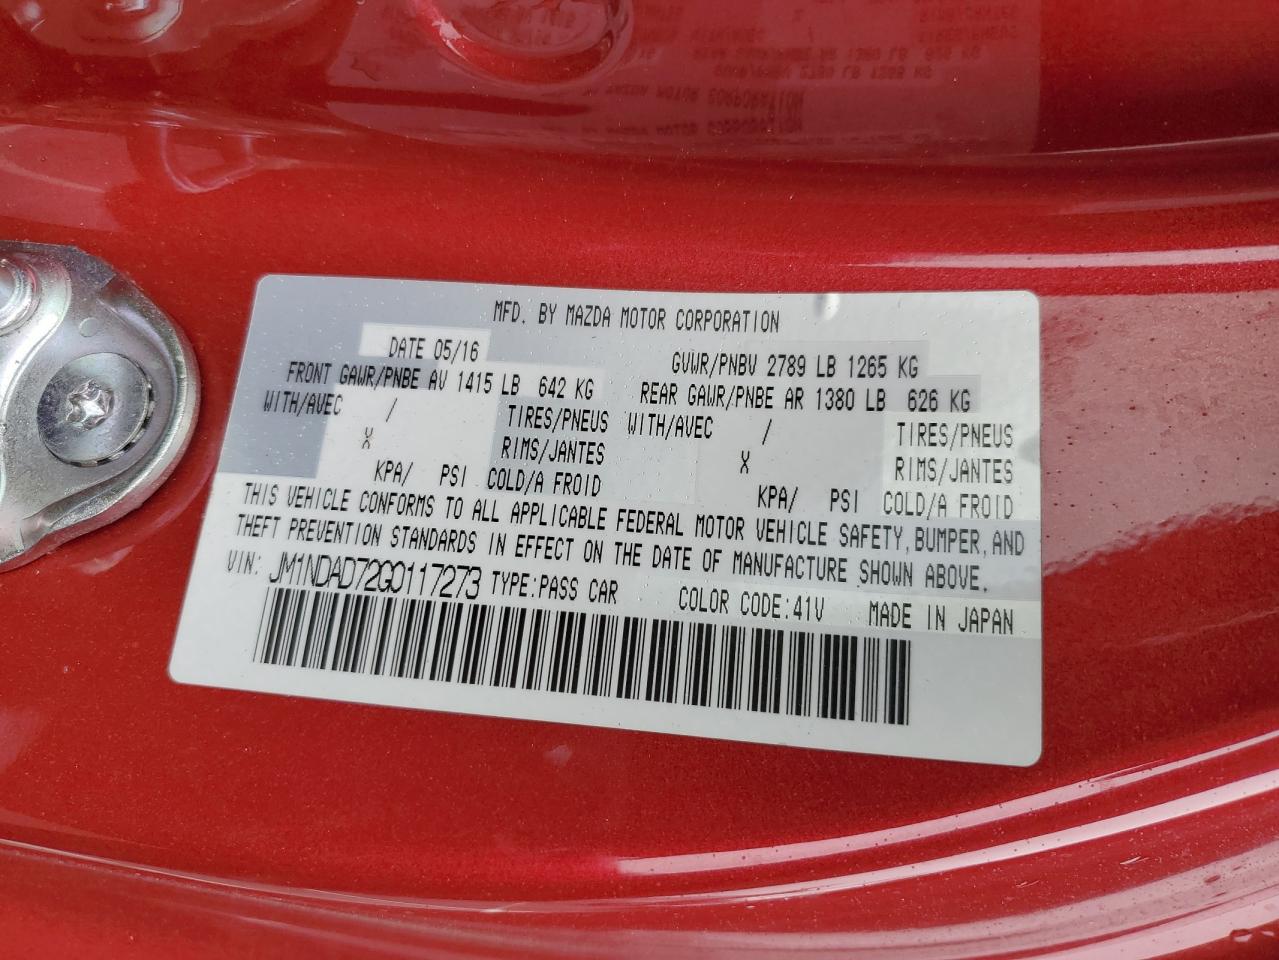 MFD. BY MAZDA MOTOR CORPORATION
DATE 05/16 GVWR/PNBV 2789 LB 1265 KG
FRONT GAWR/PNBE AV 1415 LB 642 KG REAR GAWR/PNBE AR 1380 LB 626 KG
WITH/AVEC / TIRES/PNEUS WITH/AVEC / TIRES/PNEUS
X RIMS/JANTES X RIMS/JANTES
KPA/ PSI COLD/A FROID KPA/ PSI COLD/A FROID
THIS VEHICLE CONFORMS TO ALL APPLICABLE FEDERAL MOTOR VEHICLE SAFETY, BUMPER, AND
THEFT PREVENTION STANDARDS IN EFFECT ON THE DATE OF MANUFACTURE SHOWN ABOVE.
VIN: JM1NDAD72G0117273 TYPE:PASS CAR COLOR CODE:41V MADE IN JAPAN